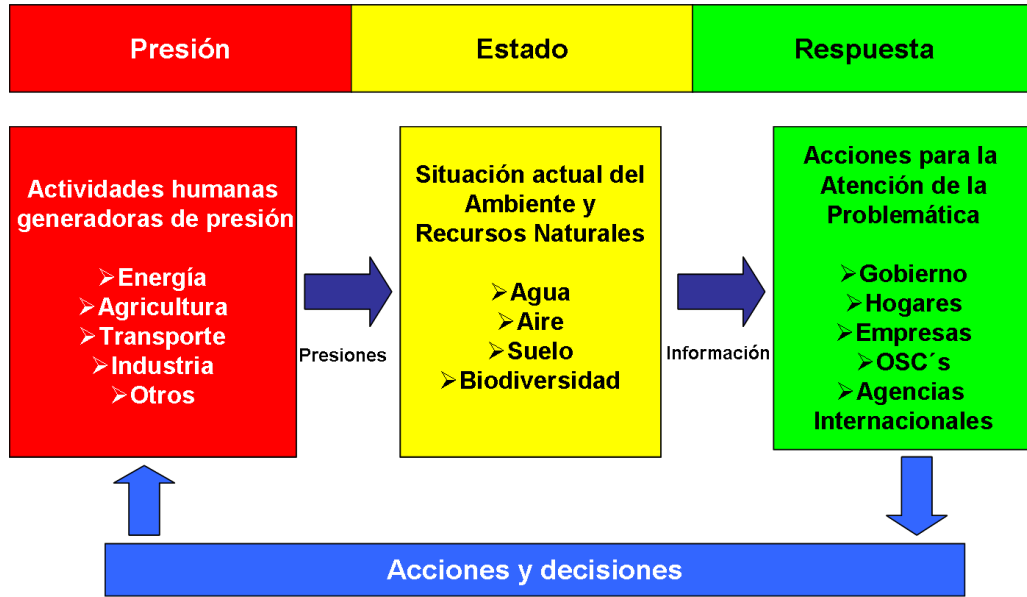 Presión
Estado
Respuesta
Actividades humanas
generadoras de presión
➢Energía
➢Agricultura
➢Transporte
➢Industria
➢Otros
Presiones
Situación actual del
Ambiente y
Recursos Naturales
➢Agua
➢Aire
➢Suelo
➢Biodiversidad
Información
Acciones para la
Atención de la
Problemática
➢Gobierno
➢Hogares
➢Empresas
➢OSC´s
➢Agencias
Internacionales
Acciones y decisiones